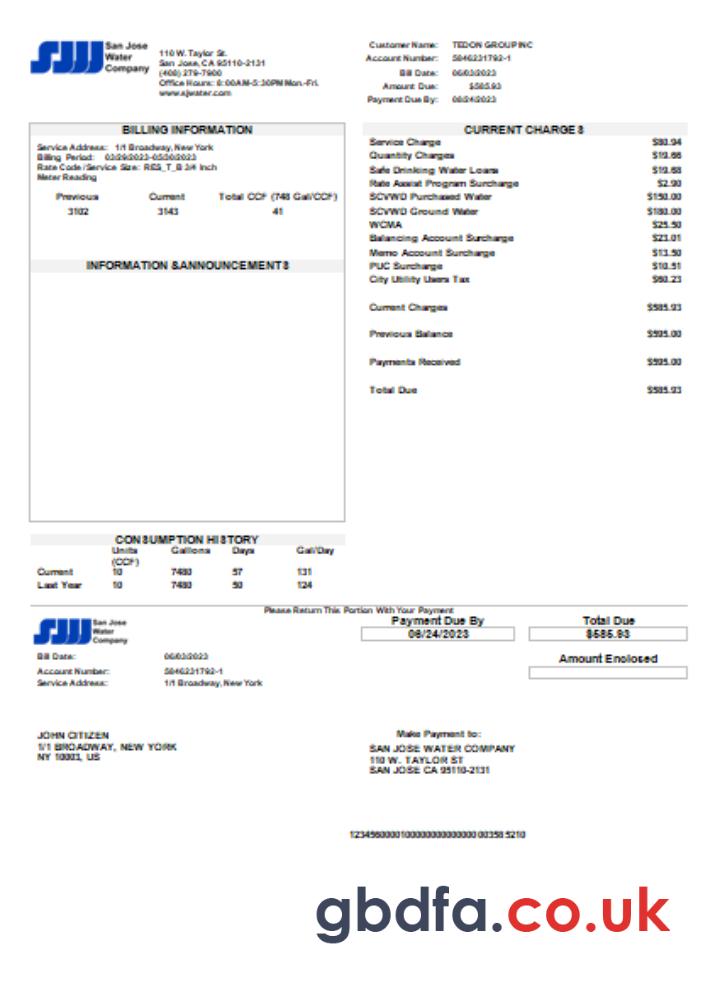 San Jose
Water
Company
110 W. Taylor St.
San Jose, CA 95110-2131
(408) 279-7900
Office Hours: 8:00AM-5:30PM Mon.-Fri.
www.sjwater.com
Customer Name: TEDON GROUP INC
Account Number: 5846231792-1
Bill Date: 06/03/2023
Amount Due: $585.93
Payment Due By: 06/24/2023
BILLING INFORMATION
Service Address: 1/1 Broadway, New York
Billing Period: 03/29/2023-05/30/2023
Rate Code/Service Size: RES_T_B 3/4 Inch
Meter Reading
Previous Current Total CCF (748 Gal/CCF)
3102 3143 41
INFORMATION & ANNOUNCEMENTS
CURRENT CHARGES
Service Charge $80.94
Quantity Charges $19.66
Safe Drinking Water Loans $19.68
Rate Assist Program Surcharge $2.90
SCVWD Purchased Water $150.00
SCVWD Ground Water $180.00
WCMA $25.50
Balancing Account Surcharge $23.01
Memo Account Surcharge $13.50
PUC Surcharge $10.51
City Utility Users Tax $60.23
Current Charges $585.93
Previous Balance $595.00
Payments Received $595.00
Total Due $585.93
CONSUMPTION HISTORY
Units (CCF) Gallons Days Gal/Day
Current 10 7480 57 131
Last Year 10 7480 50 124
Please Return This Portion With Your Payment
San Jose
Water
Company
Payment Due By Total Due
06/24/2023 $585.93
Amount Enclosed
Bill Date: 06/03/2023
Account Number: 5846231792-1
Service Address: 1/1 Broadway, New York
JOHN CITIZEN
1/1 BROADWAY, NEW YORK
NY 10003, US
Make Payment to:
SAN JOSE WATER COMPANY
110 W. TAYLOR ST
SAN JOSE CA 95110-2131
gbdfa.co.uk